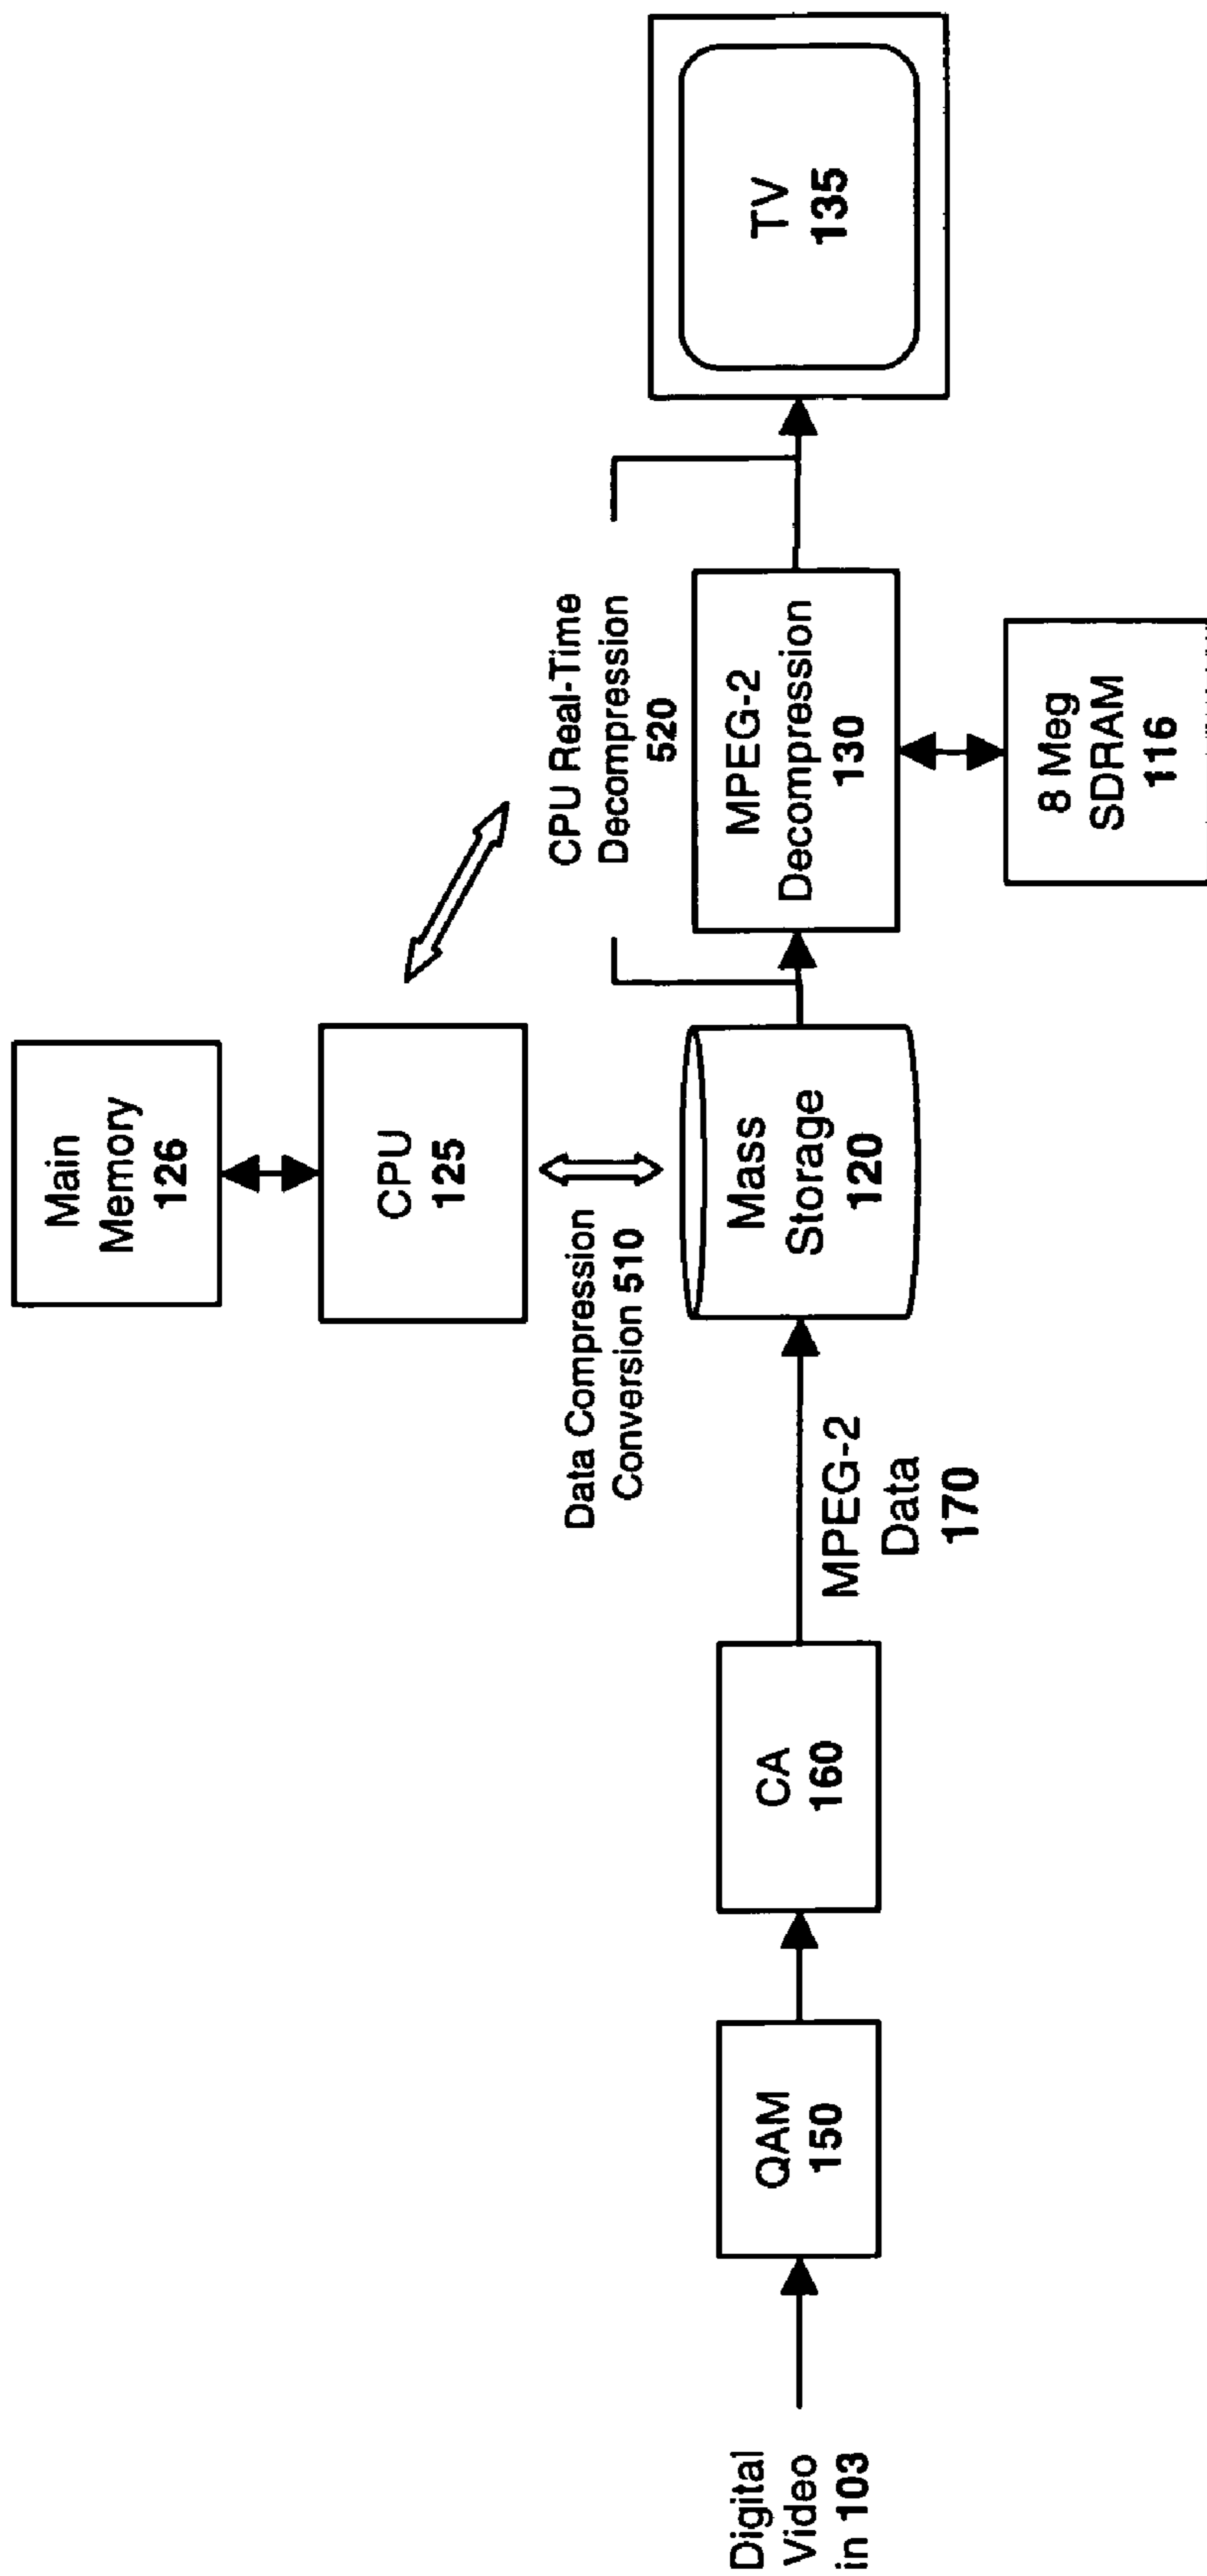 Main
Memory
126
CPU
125
Data Compression
Conversion 510
CPU Real-Time
Decompression
520
Digital
Video
in 103
QAM
150
CA
160
MPEG-2
Data
170
Mass
Storage
120
MPEG-2
Decompression
130
TV
135
8 Meg
SDRAM
116